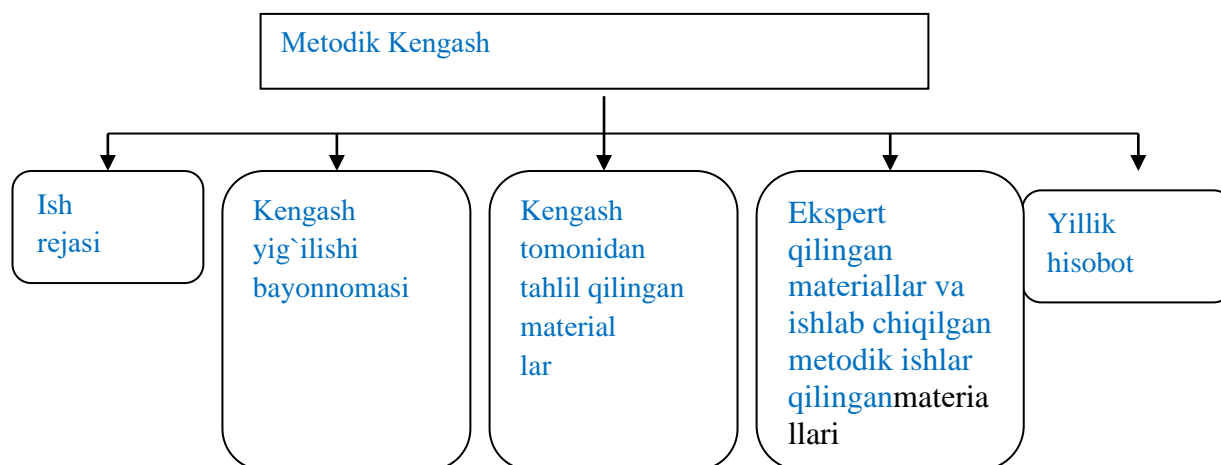 Metodik Kengash
Ish
rejasi
Kengash
yig`ilishi
bayonnomasi
Kengash
tomonidan
tahlil qilingan
material
lar
Ekspert
qilingan
materiallar va
ishlab chiqilgan
metodik ishlar
qilinganmateria
llari
Yillik
hisobot